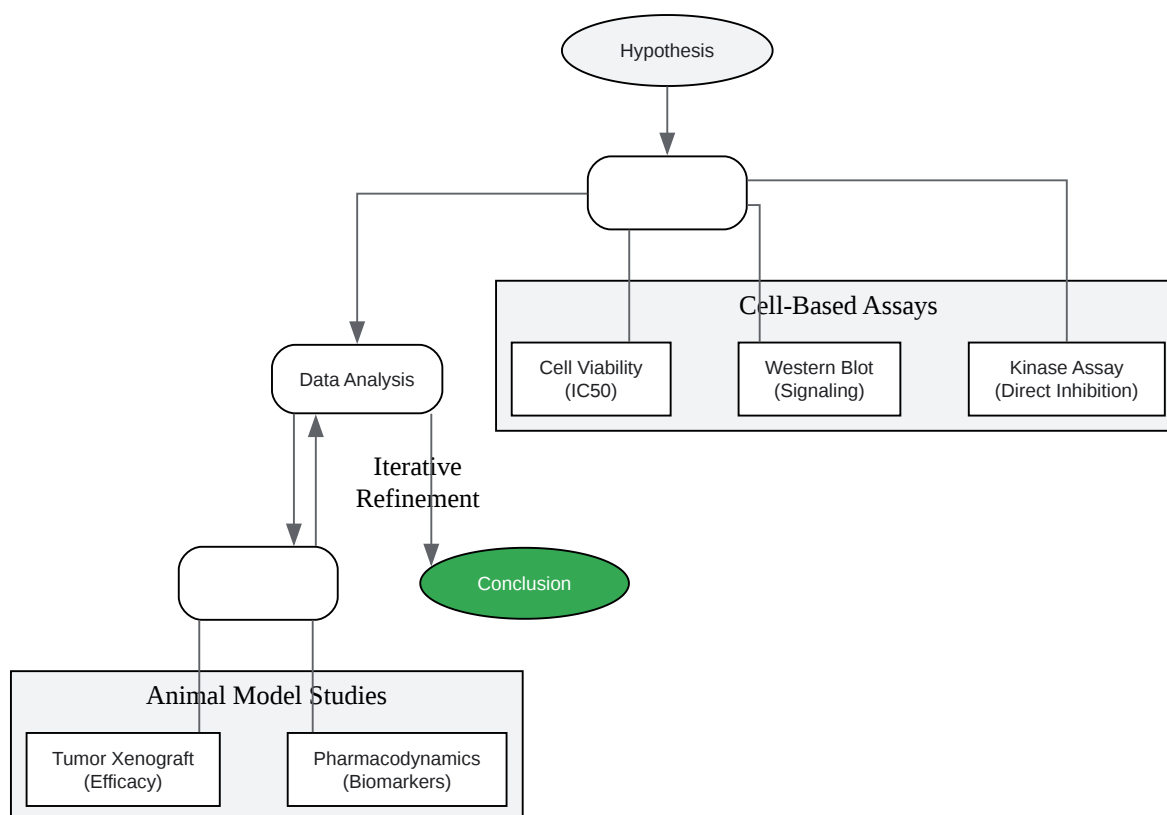 Hypothesis
Cell-Based Assays
Cell Viability
(IC50)
Western Blot
(Signaling)
Kinase Assay
(Direct Inhibition)
Data Analysis
Iterative
Refinement
Conclusion
Animal Model Studies
Tumor Xenograft
(Efficacy)
Pharmacodynamics
(Biomarkers)